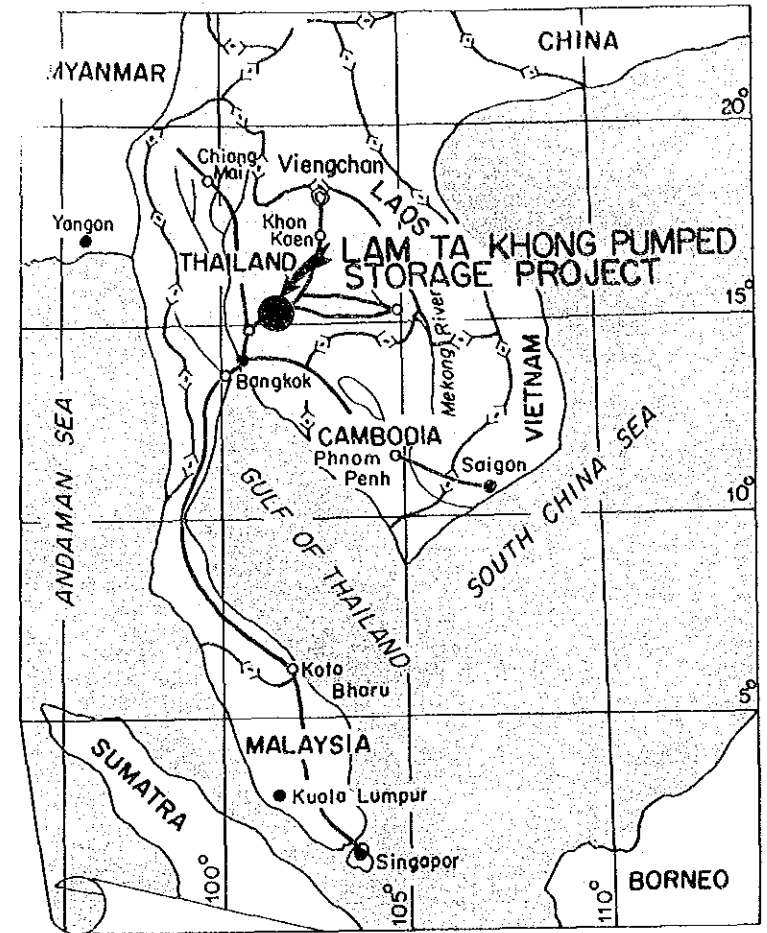 CHINA
MYANMAR
20°
Chiang
Mai
Viengchan
LAOS
Yangon
Khon
Kaen
THAILAND
LAM TA KHONG PUMPED
STORAGE PROJECT
15°
Mekong River
VIETNAM
Bangkok
ANDAMAN SEA
CAMBODIA
Phnom
Penh
Saigon
GULF OF THAILAND
SOUTH CHINA SEA
10°
Kota
Bharu
5°
MALAYSIA
SUMATRA
Kuala Lumpur
Singapor
100°
105°
110°
BORNEO